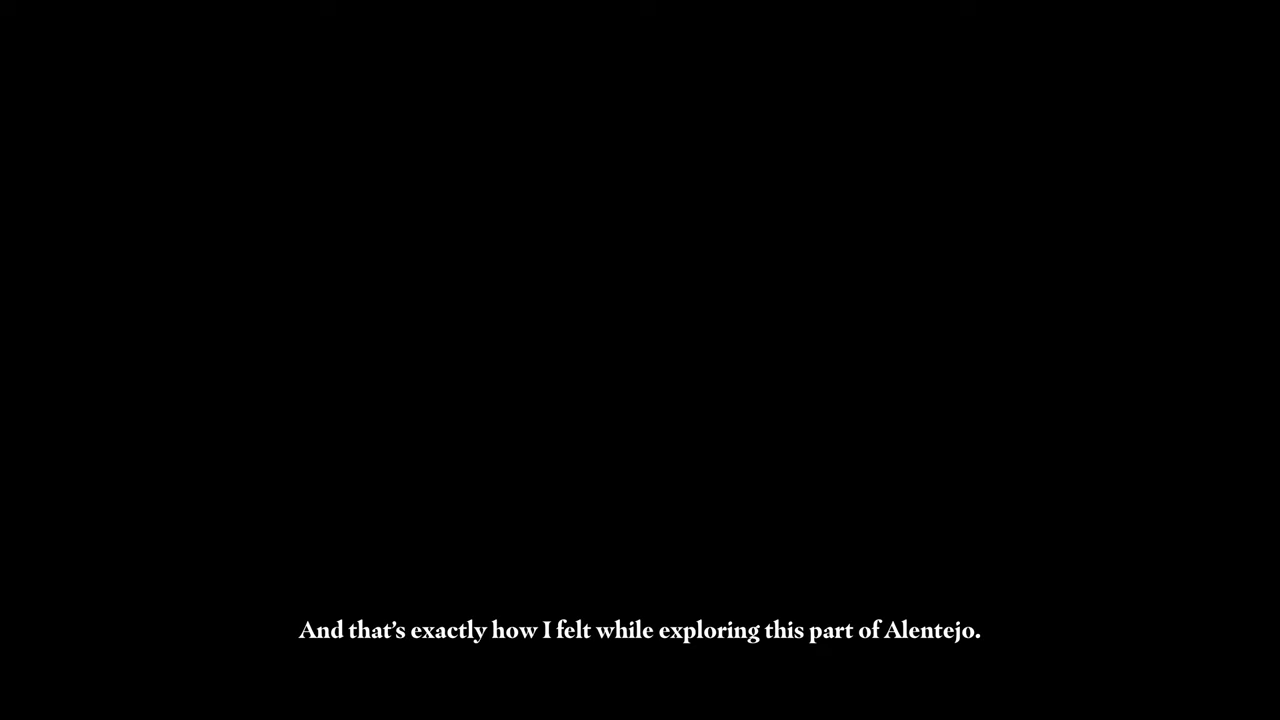 And that’s exactly how I felt while exploring this part of Alentejo.